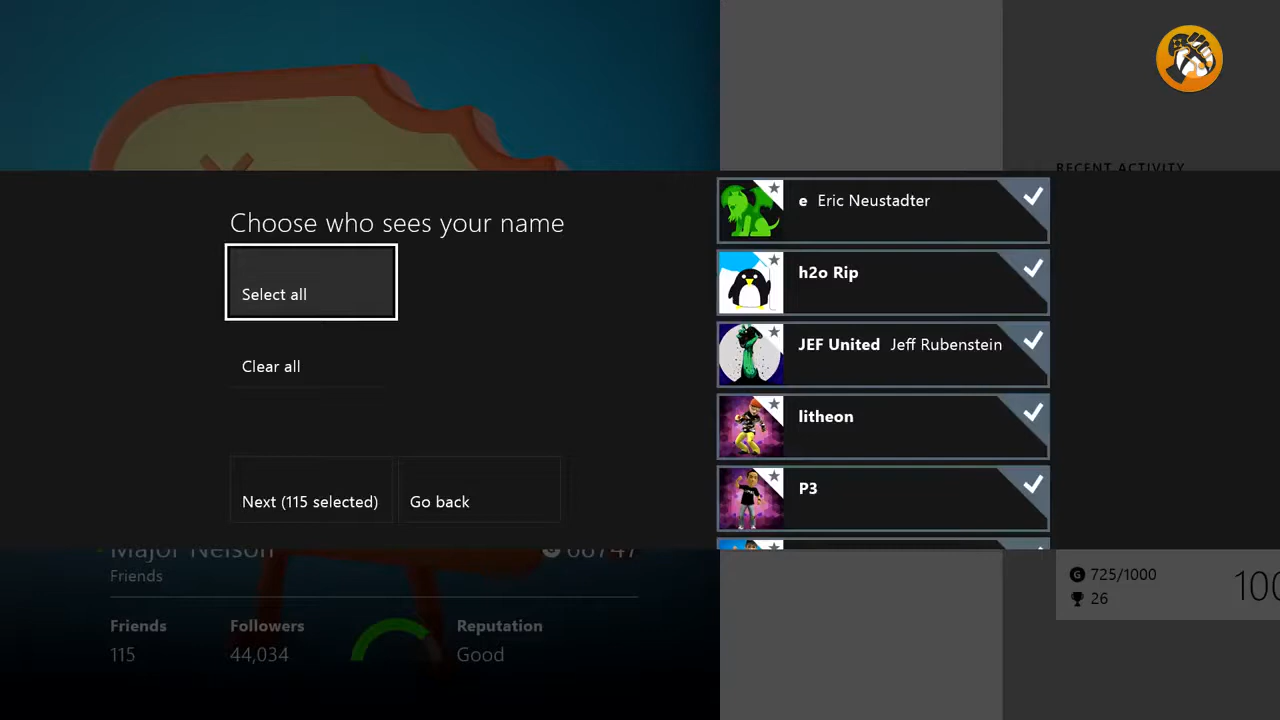 RECENT ACTIVITY
Choose who sees your name
Select all
Clear all
Next (115 selected)
Go back
e Eric Neustadter
h2o Rip
JEF United Jeff Rubenstein
litheon
P3
Major Nelson
G 66747
Friends
Friends
Followers
Reputation
115
44,034
Good
G 725/1000
26
100